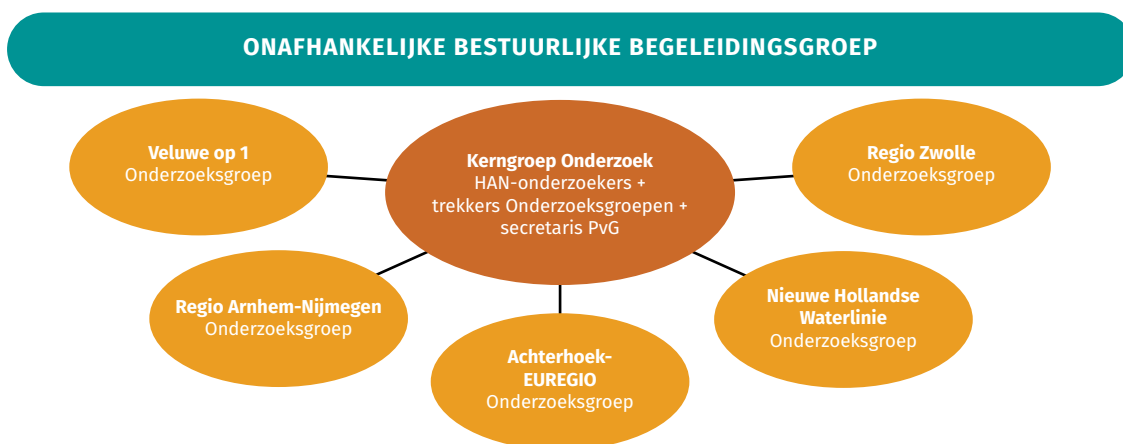 ONAFHANKELIJKE BESTUURLIJKE BEGELEIDINGSGROEP
Veluwe op 1
Onderzoeksgroep
Kerngroep Onderzoek
HAN-onderzoekers +
trekkers Onderzoeksgroepen +
secretaris PvG
Regio Zwolle
Onderzoeksgroep
Regio Arnhem-Nijmegen
Onderzoeksgroep
Achterhoek-
EUREGIO
Onderzoeksgroep
Nieuwe Hollandse
Waterlinie
Onderzoeksgroep